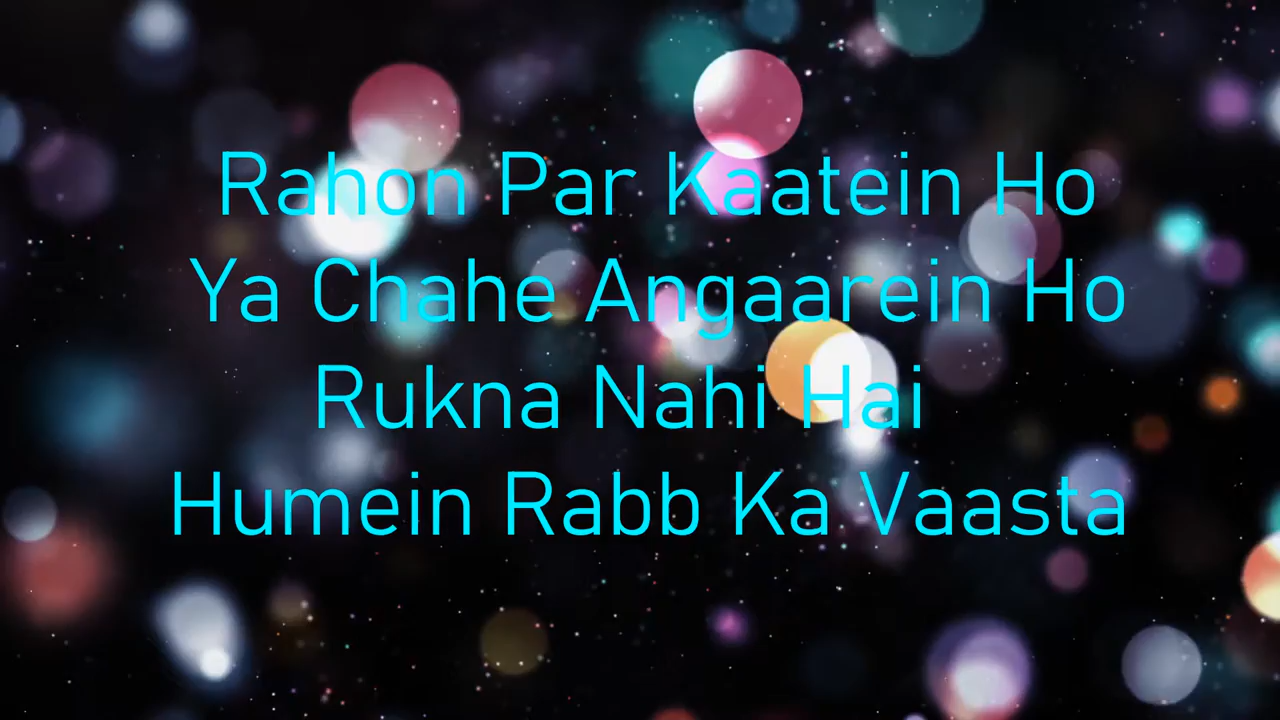 Rahon Par Kaatein Ho
Ya Chahe Angaarein Ho
Rukna Nahi Hai
Humein Rabb Ka Vaasta